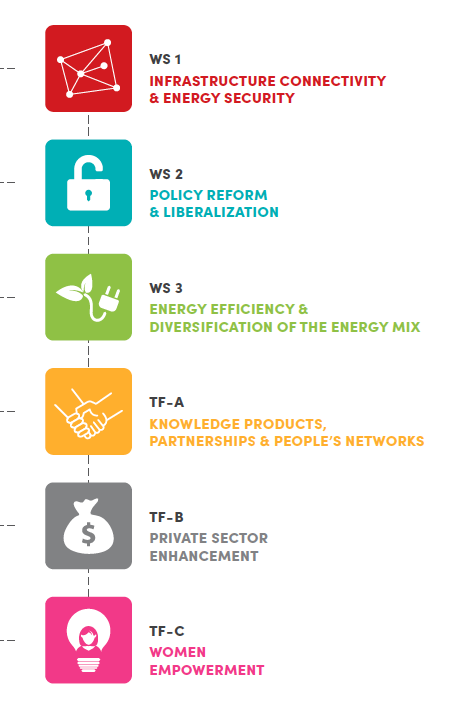 WS 1
INFRASTRUCTURE CONNECTIVITY
& ENERGY SECURITY
WS 2
POLICY REFORM
& LIBERALIZATION
WS 3
ENERGY EFFICIENCY &
DIVERSIFICATION OF THE ENERGY MIX
TF-A
KNOWLEDGE PRODUCTS,
PARTNERSHIPS & PEOPLE'S NETWORKS
$
TF-B
PRIVATE SECTOR
ENHANCEMENT
TF-C
WOMEN
EMPOWERMENT